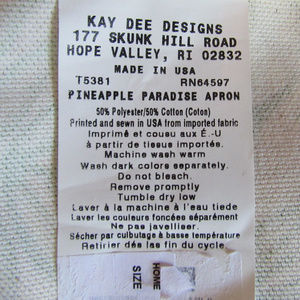 KAY DEE DESIGNS
177 SKUNK HILL ROAD
HOPE VALLEY, RI 02832
MADE IN USA
T5381 RN64597
PINEAPPLE PARADISE APRON
50% Polyester/50% Cotton (Coton)
Printed and sewn in USA from imported fabric
Imprimé et cousu aux É.-U
à partir de tissus importés.
Machine wash warm
Wash dark colors separately.
Do not bleach.
Remove promptly
Tumble dry low
Laver à la machine à l'eau tiede
Laver les couleurs foncées séparément
Ne pas javelliser.
Sécher par culbutage à basse température
Retirier dès las fin du cycle.
HOME
SIZE